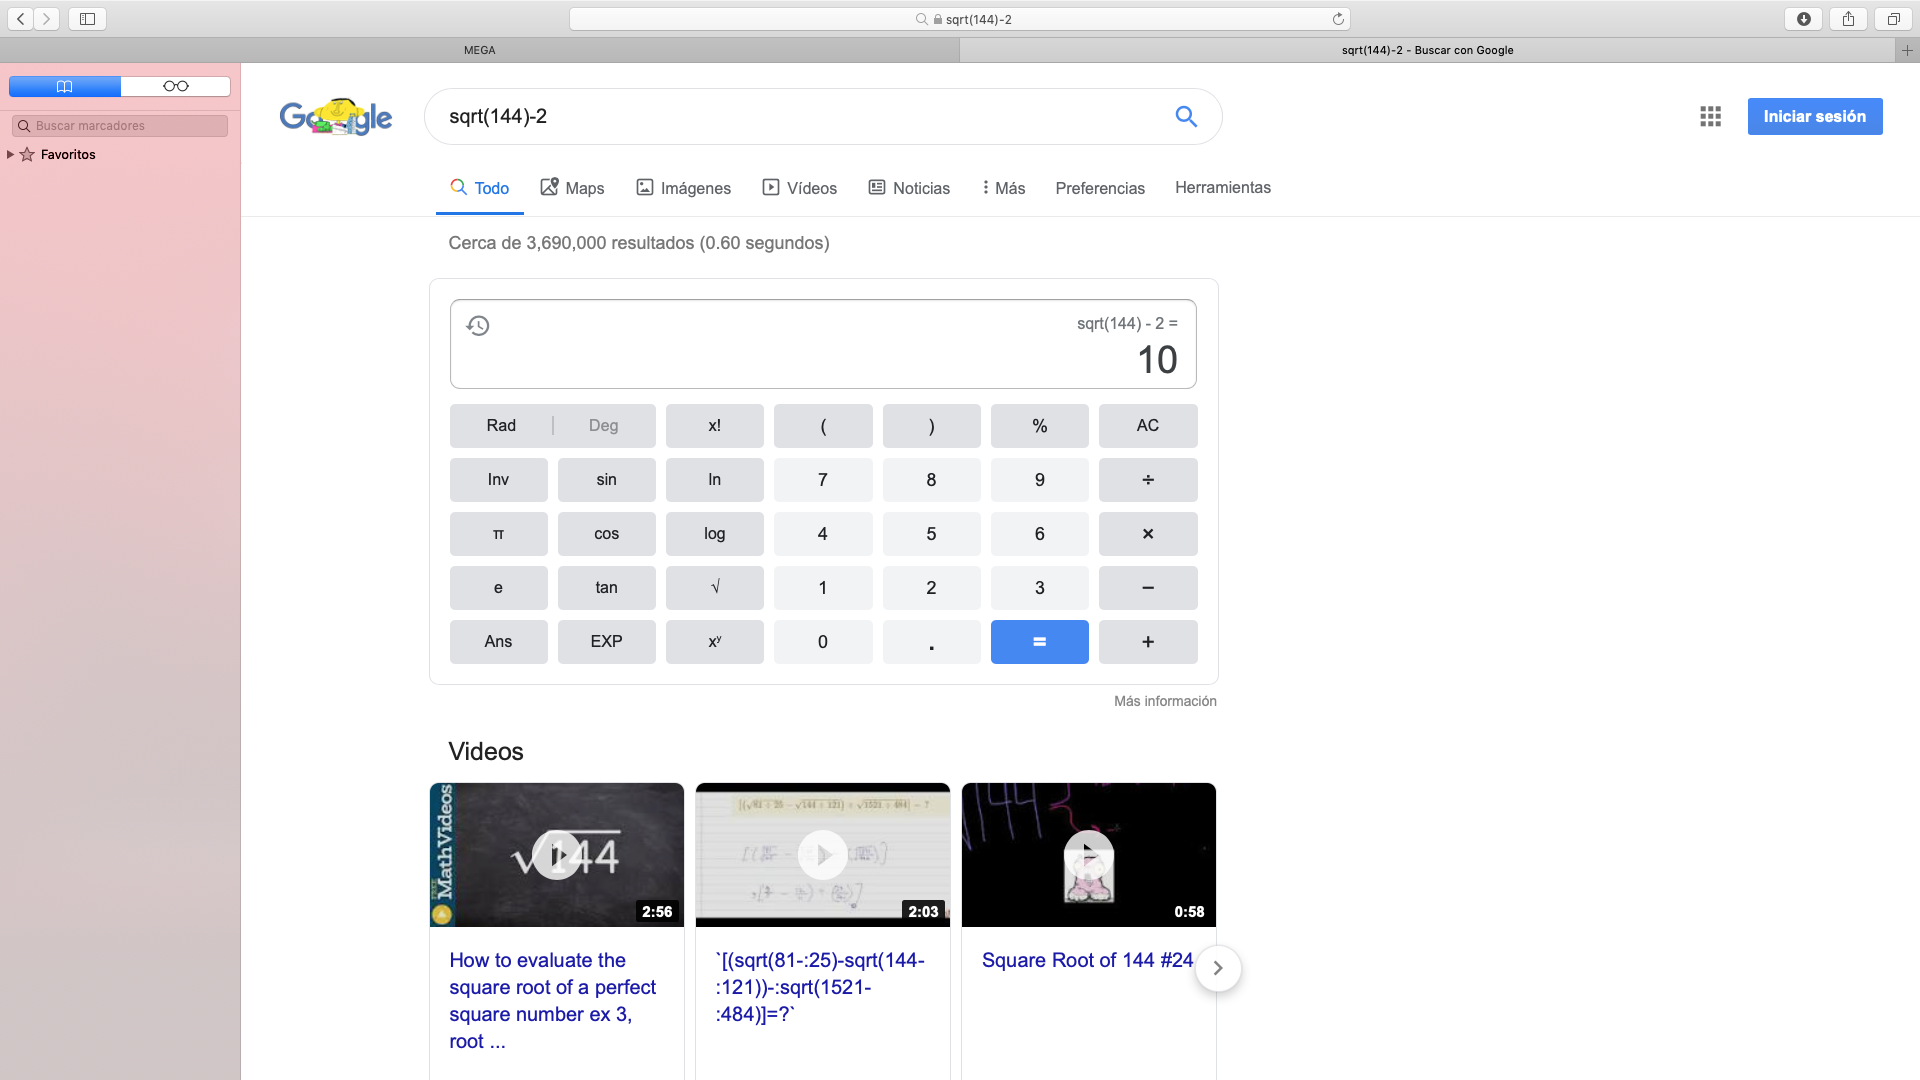 sqrt(144)-2
MEGA
sqrt(144)-2 - Buscar con Google
Buscar marcadores
Favoritos
Google
sqrt(144)-2
Iniciar sesión
Todo
Maps
Imágenes
Vídeos
Noticias
Más
Preferencias
Herramientas
Cerca de 3,690,000 resultados (0.60 segundos)
sqrt(144) - 2 =
10
Rad | Deg x! ( ) % AC
Inv sin ln 7 8 9 ÷
π cos log 4 5 6 ×
e tan √ 1 2 3 −
Ans EXP xʸ 0 . = +
Más información
Videos
FREE MathVideos
√144
2:56
2:03
144
0:58
How to evaluate the
square root of a perfect
square number ex 3,
root ...
`[(sqrt(81-:25)-sqrt(144-
:121))-:sqrt(1521-
:484)]=?`
Square Root of 144 #24